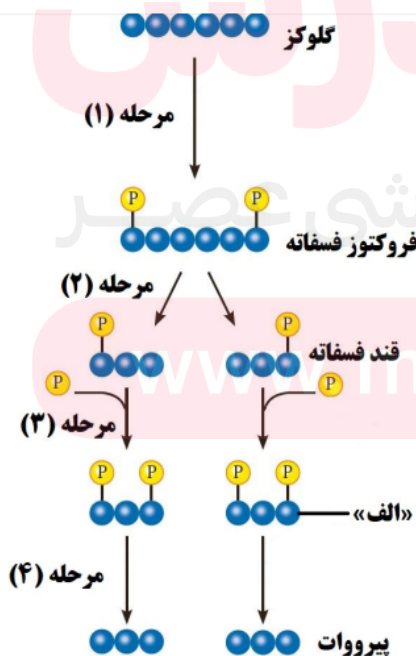 گلوکز
مرحله (۱)
P P
فروکتوز فسفاته
مرحله (۲)
P P
قند فسفاته
P P
مرحله (۳)
P P P P
«الف»
مرحله (۴)
پیرووات